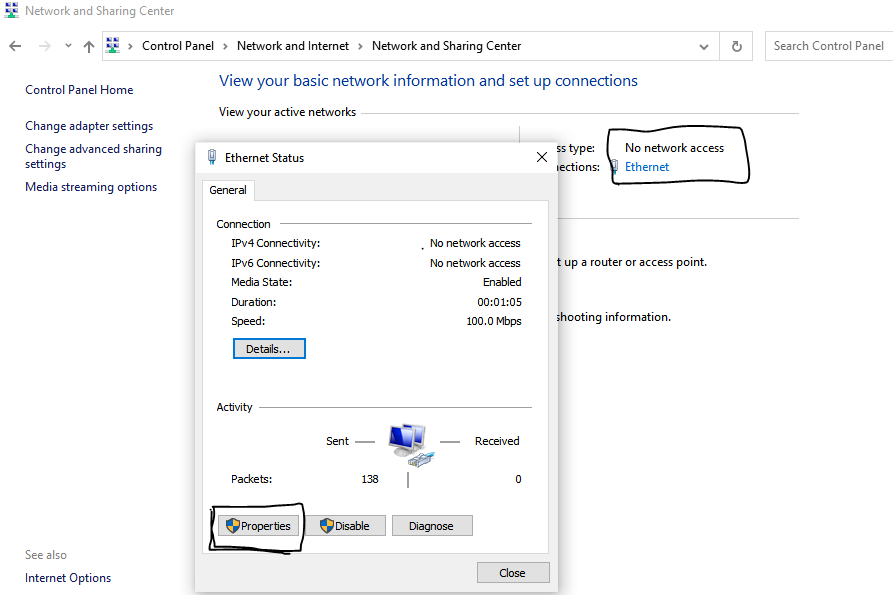 Network and Sharing Center
Control Panel > Network and Internet > Network and Sharing Center
Search Control Panel
Control Panel Home
Change adapter settings
Change advanced sharing
settings
Media streaming options
See also
Internet Options
View your basic network information and set up connections
View your active networks
ss type: No network access
ections: Ethernet
t up a router or access point.
shooting information.
Ethernet Status
General
Connection
IPv4 Connectivity: No network access
IPv6 Connectivity: No network access
Media State: Enabled
Duration: 00:01:05
Speed: 100.0 Mbps
Details...
Activity
Sent Received
Packets: 138 0
Properties Disable Diagnose
Close